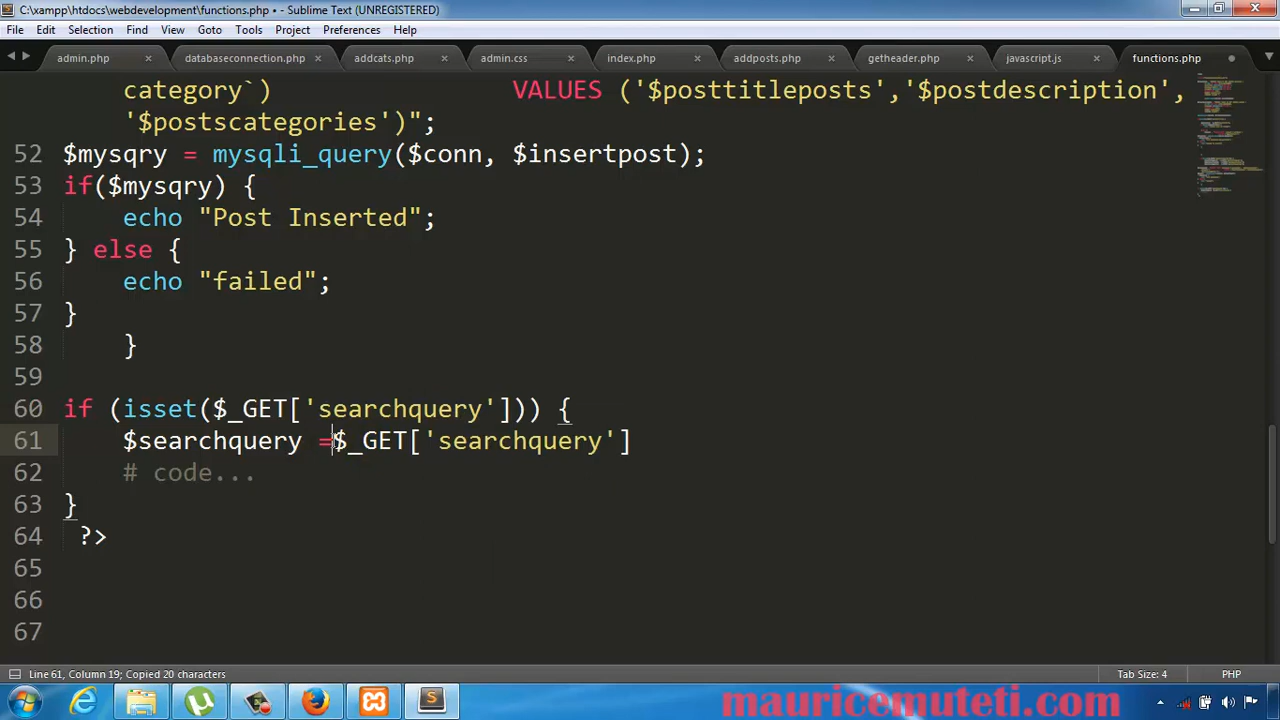 C:\xampp\htdocs\webdevelopment\functions.php • - Sublime Text (UNREGISTERED)
File Edit Selection Find View Goto Tools Project Preferences Help
admin.php × databaseconnection.php × addcats.php × admin.css × index.php × addposts.php × getheader.php × javascript.js × functions.php
category`) VALUES ('$posttitleposts','$postdescription',
'$postscategories')";
52 $mysqry = mysqli_query($conn, $insertpost);
53 if($mysqry) {
54 echo "Post Inserted";
55 } else {
56 echo "failed";
57 }
58 }
59
60 if (isset($_GET['searchquery'])) {
61 $searchquery =$_GET['searchquery']
62 # code...
63 }
64 ?>
65
66
67
Line 61, Column 19; Copied 20 characters Tab Size: 4 PHP
mauricemuteti.com